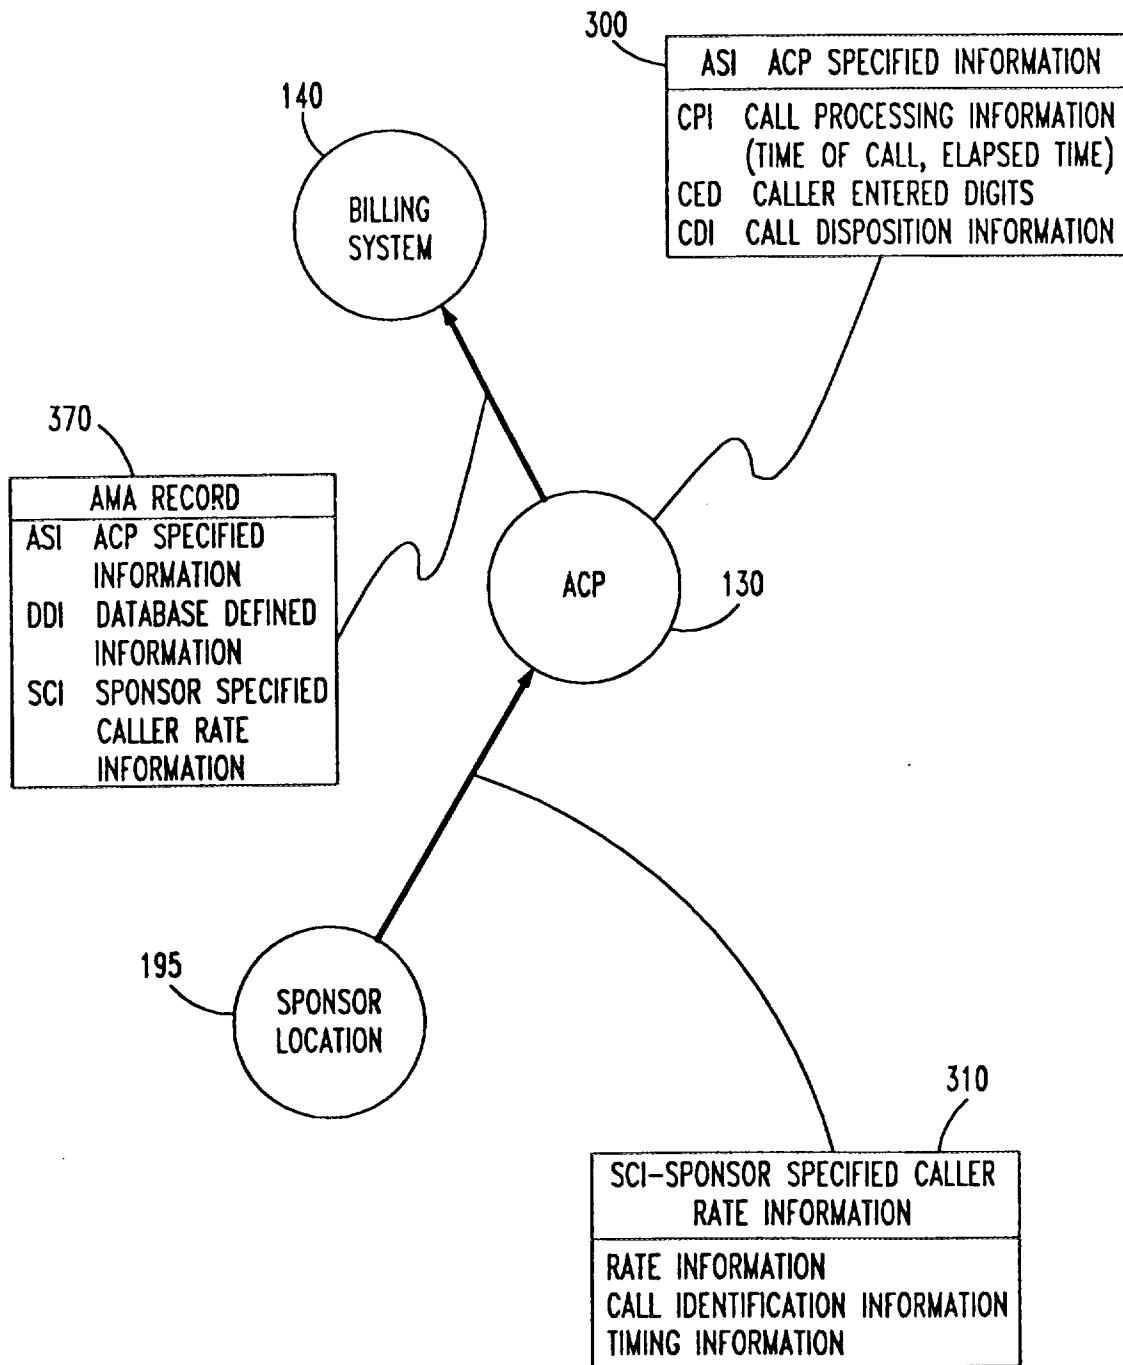 300
ASI ACP SPECIFIED INFORMATION
CPI CALL PROCESSING INFORMATION
(TIME OF CALL, ELAPSED TIME)
CED CALLER ENTERED DIGITS
CDI CALL DISPOSITION INFORMATION
140
BILLING
SYSTEM
370
AMA RECORD
ASI ACP SPECIFIED
INFORMATION
DDI DATABASE DEFINED
INFORMATION
SCI SPONSOR SPECIFIED
CALLER RATE
INFORMATION
ACP
130
195
SPONSOR
LOCATION
310
SCI-SPONSOR SPECIFIED CALLER
RATE INFORMATION
RATE INFORMATION
CALL IDENTIFICATION INFORMATION
TIMING INFORMATION